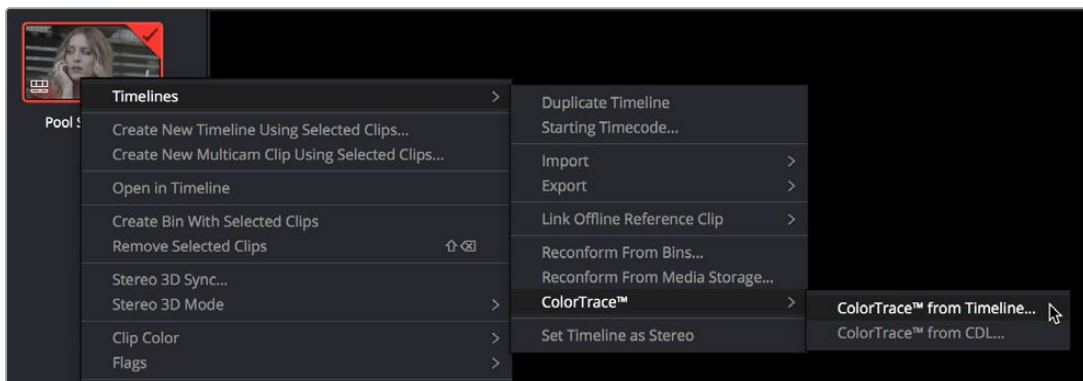 Pool S
Timelines
Create New Timeline Using Selected Clips...
Create New Multicam Clip Using Selected Clips...
Open in Timeline
Create Bin With Selected Clips
Remove Selected Clips
Stereo 3D Sync...
Stereo 3D Mode
Clip Color
Flags
Duplicate Timeline
Starting Timecode...
Import
Export
Link Offline Reference Clip
Reconform From Bins...
Reconform From Media Storage...
ColorTrace™
Set Timeline as Stereo
ColorTrace™ from Timeline...
ColorTrace™ from CDL...